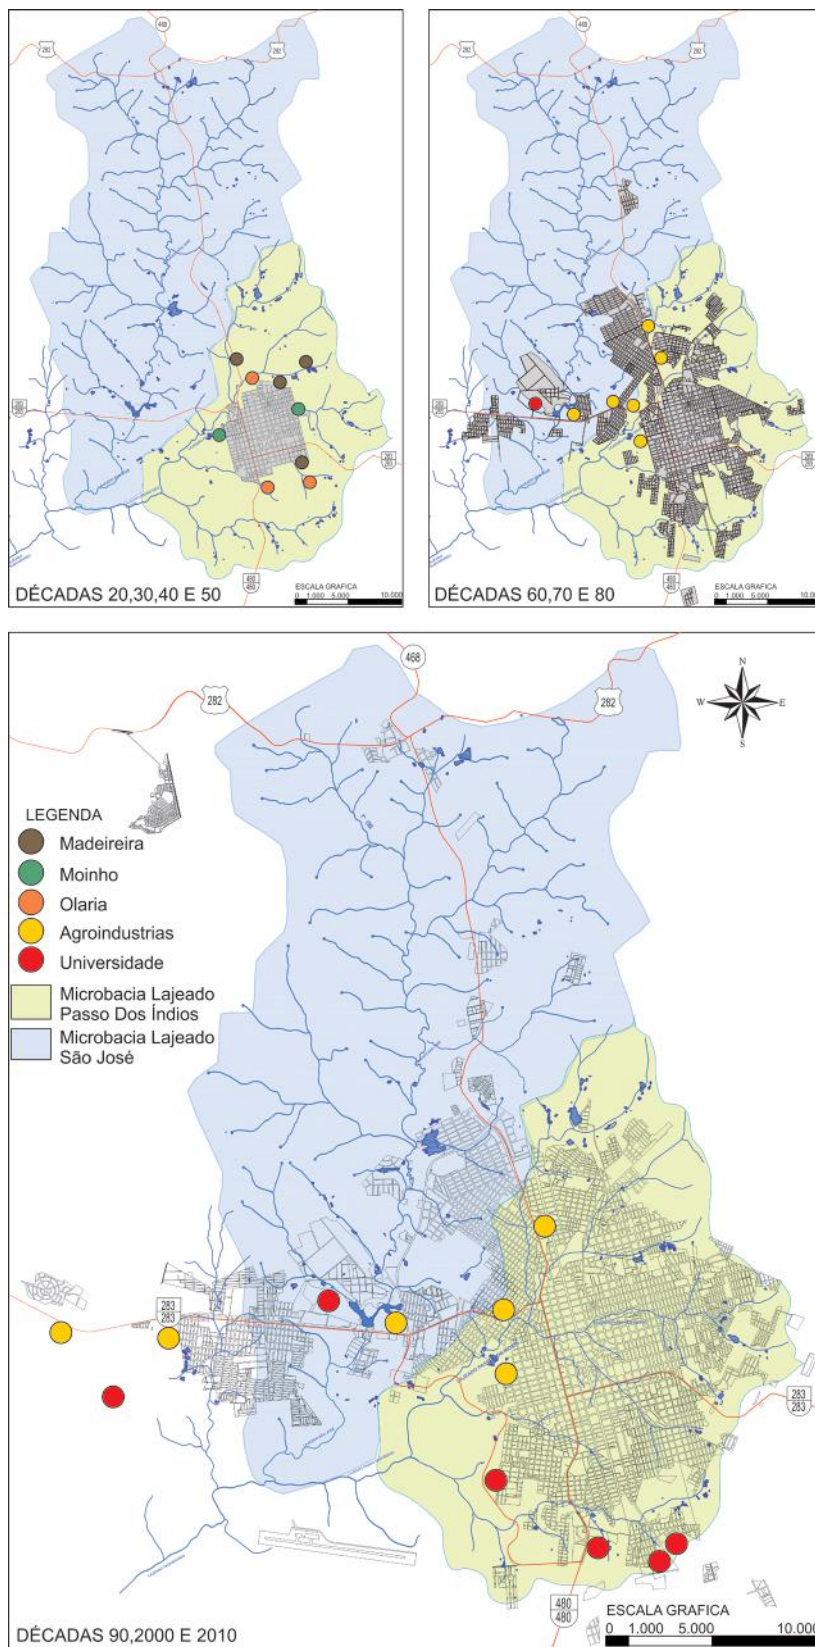 468
282
282
283
283
283
283
480
480
DÉCADAS 20,30,40 E 50
ESCALA GRAFICA
0 1.000 5.000 10.000
282
282
283
283
480
480
DÉCADAS 60,70 E 80
ESCALA GRAFICA
0 1.000 5.000
468
282
282
N
W E
S
LEGENDA
Madeireira
Moinho
Olaria
Agroindustrias
Universidade
Microbacia Lajeado
Passo Dos Índios
Microbacia Lajeado
São José
283
283
283
283
480
480
DÉCADAS 90,2000 E 2010
ESCALA GRAFICA
0 1.000 5.000 10.000